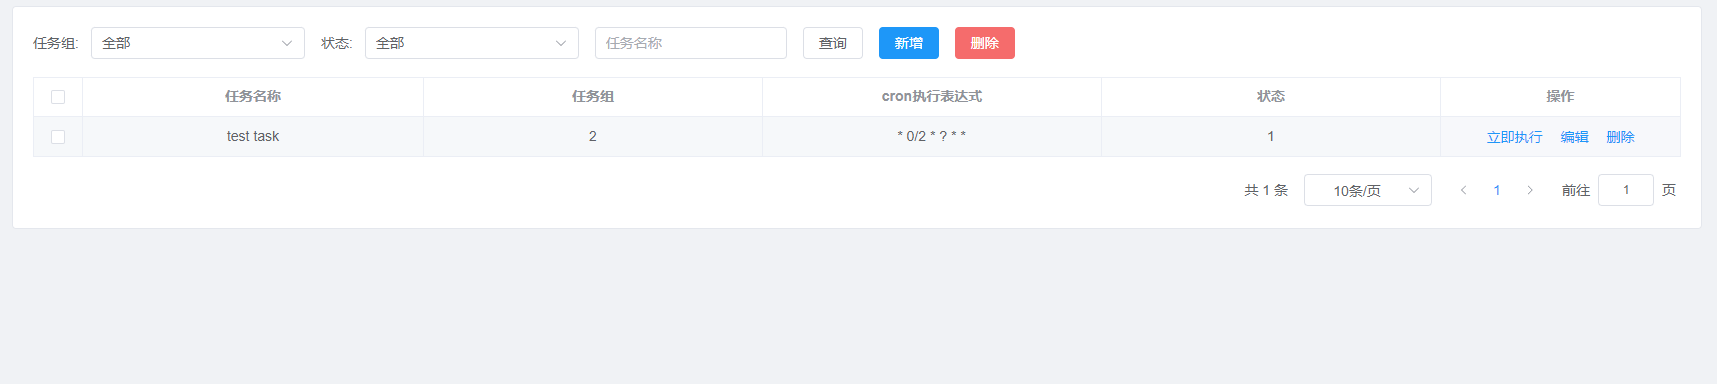 任务组: 全部 状态: 全部 任务名称 查询 新增 删除
任务名称 任务组 cron执行表达式 状态 操作
test task 2 * 0/2 * ? * * 1 立即执行 编辑 删除
共 1 条 10条/页 1 前往 1 页